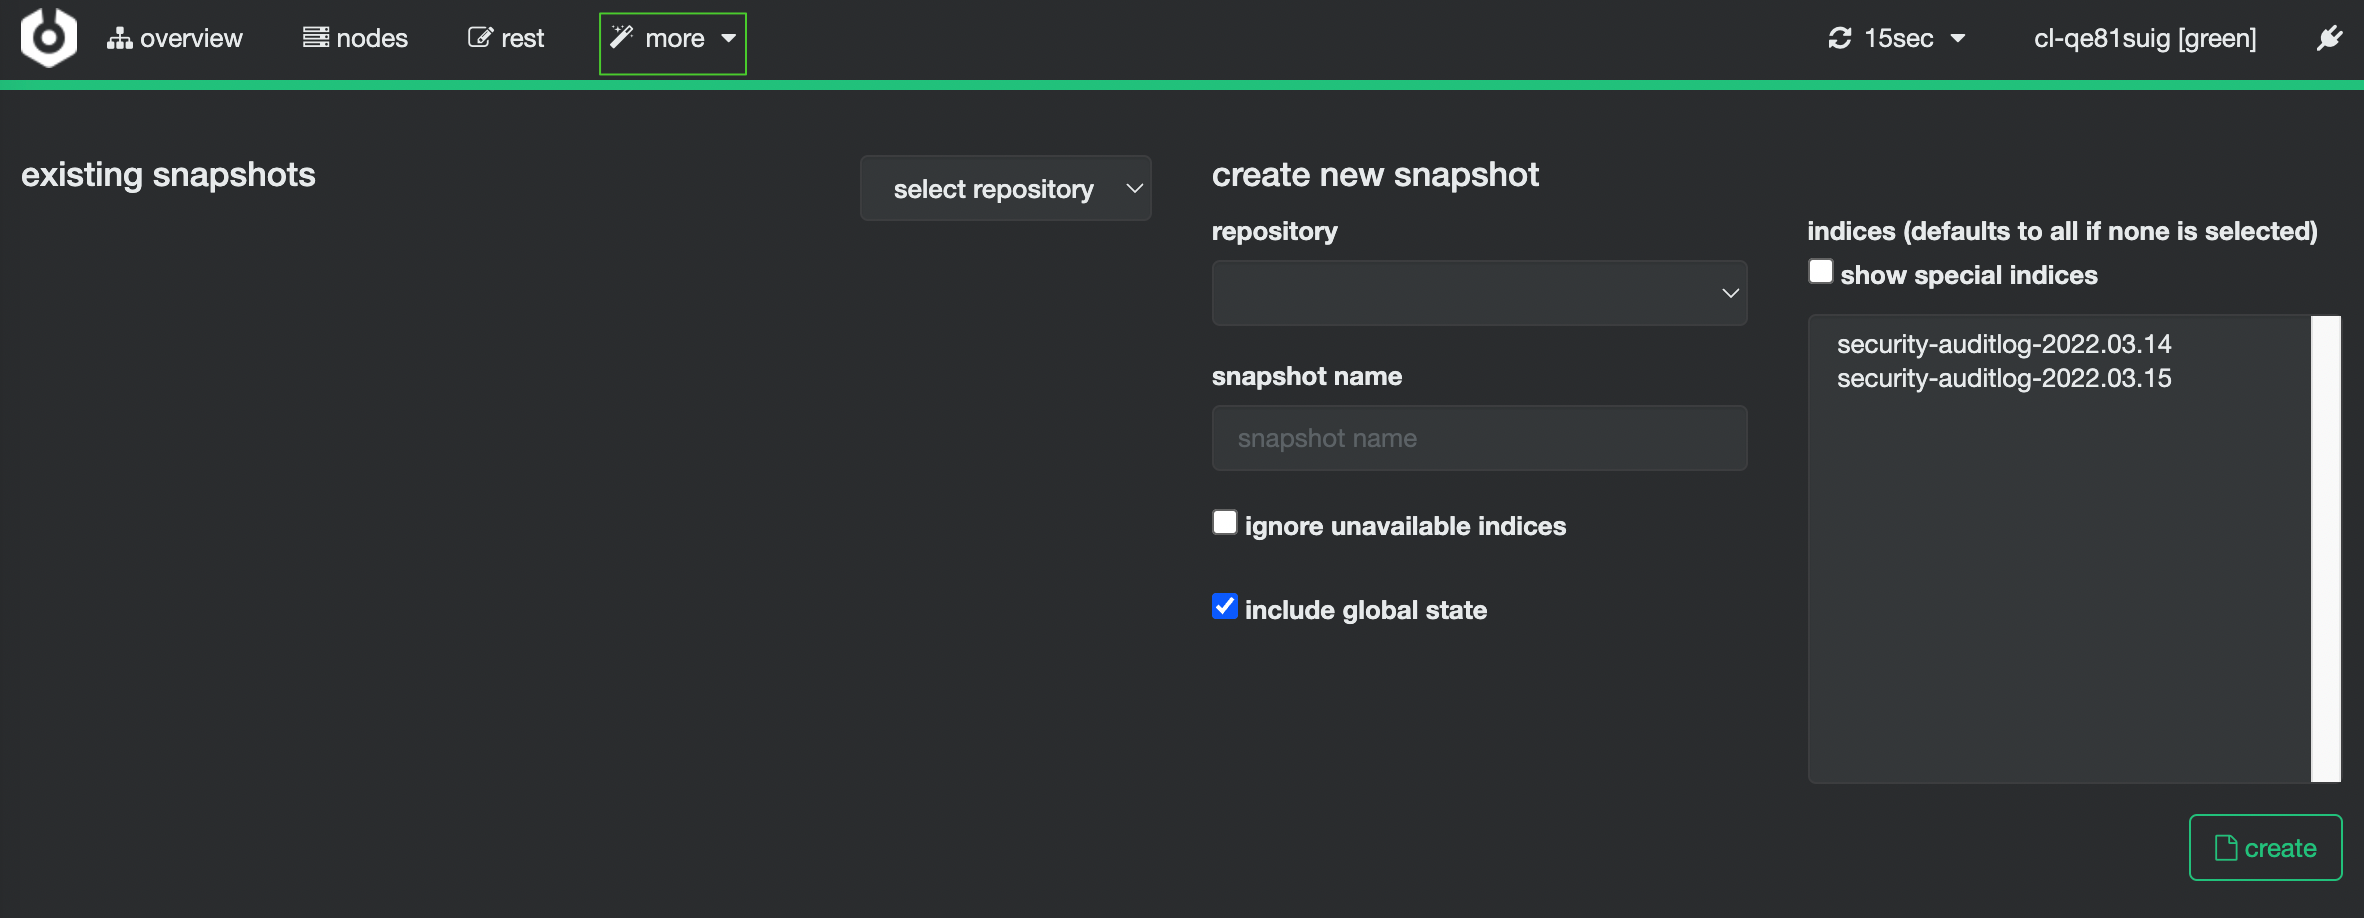 overview
nodes
rest
more
15sec
cl-qe81suig [green]
existing snapshots
select repository
create new snapshot
repository
snapshot name
snapshot name
ignore unavailable indices
include global state
indices (defaults to all if none is selected)
show special indices
security-auditlog-2022.03.14
security-auditlog-2022.03.15
create